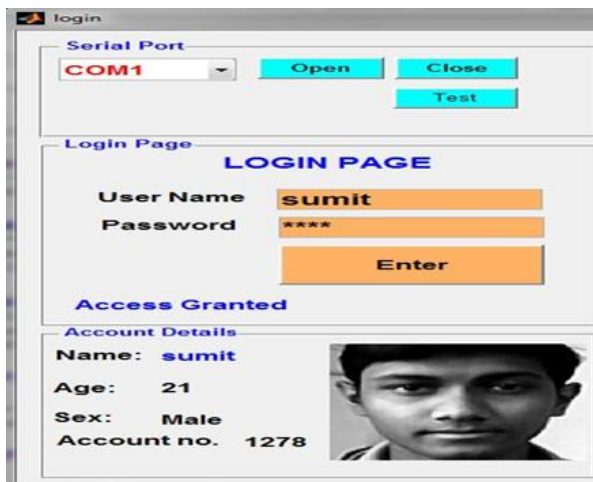 login
Serial Port
COM1 Open Close
Test
Login Page
LOGIN PAGE
User Name sumit
Password ****
Enter
Access Granted
Account Details
Name: sumit
Age: 21
Sex: Male
Account no. 1278